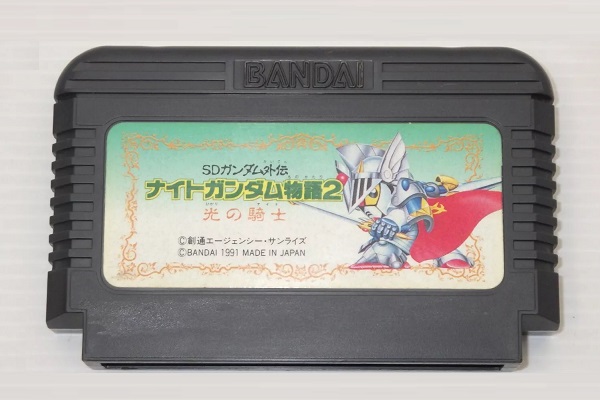 BANDAI
SDガンダム外伝
ナイトガンダム物語2
光の騎士
©創通エージェンシー・サンライズ
©BANDAI 1991 MADE IN JAPAN